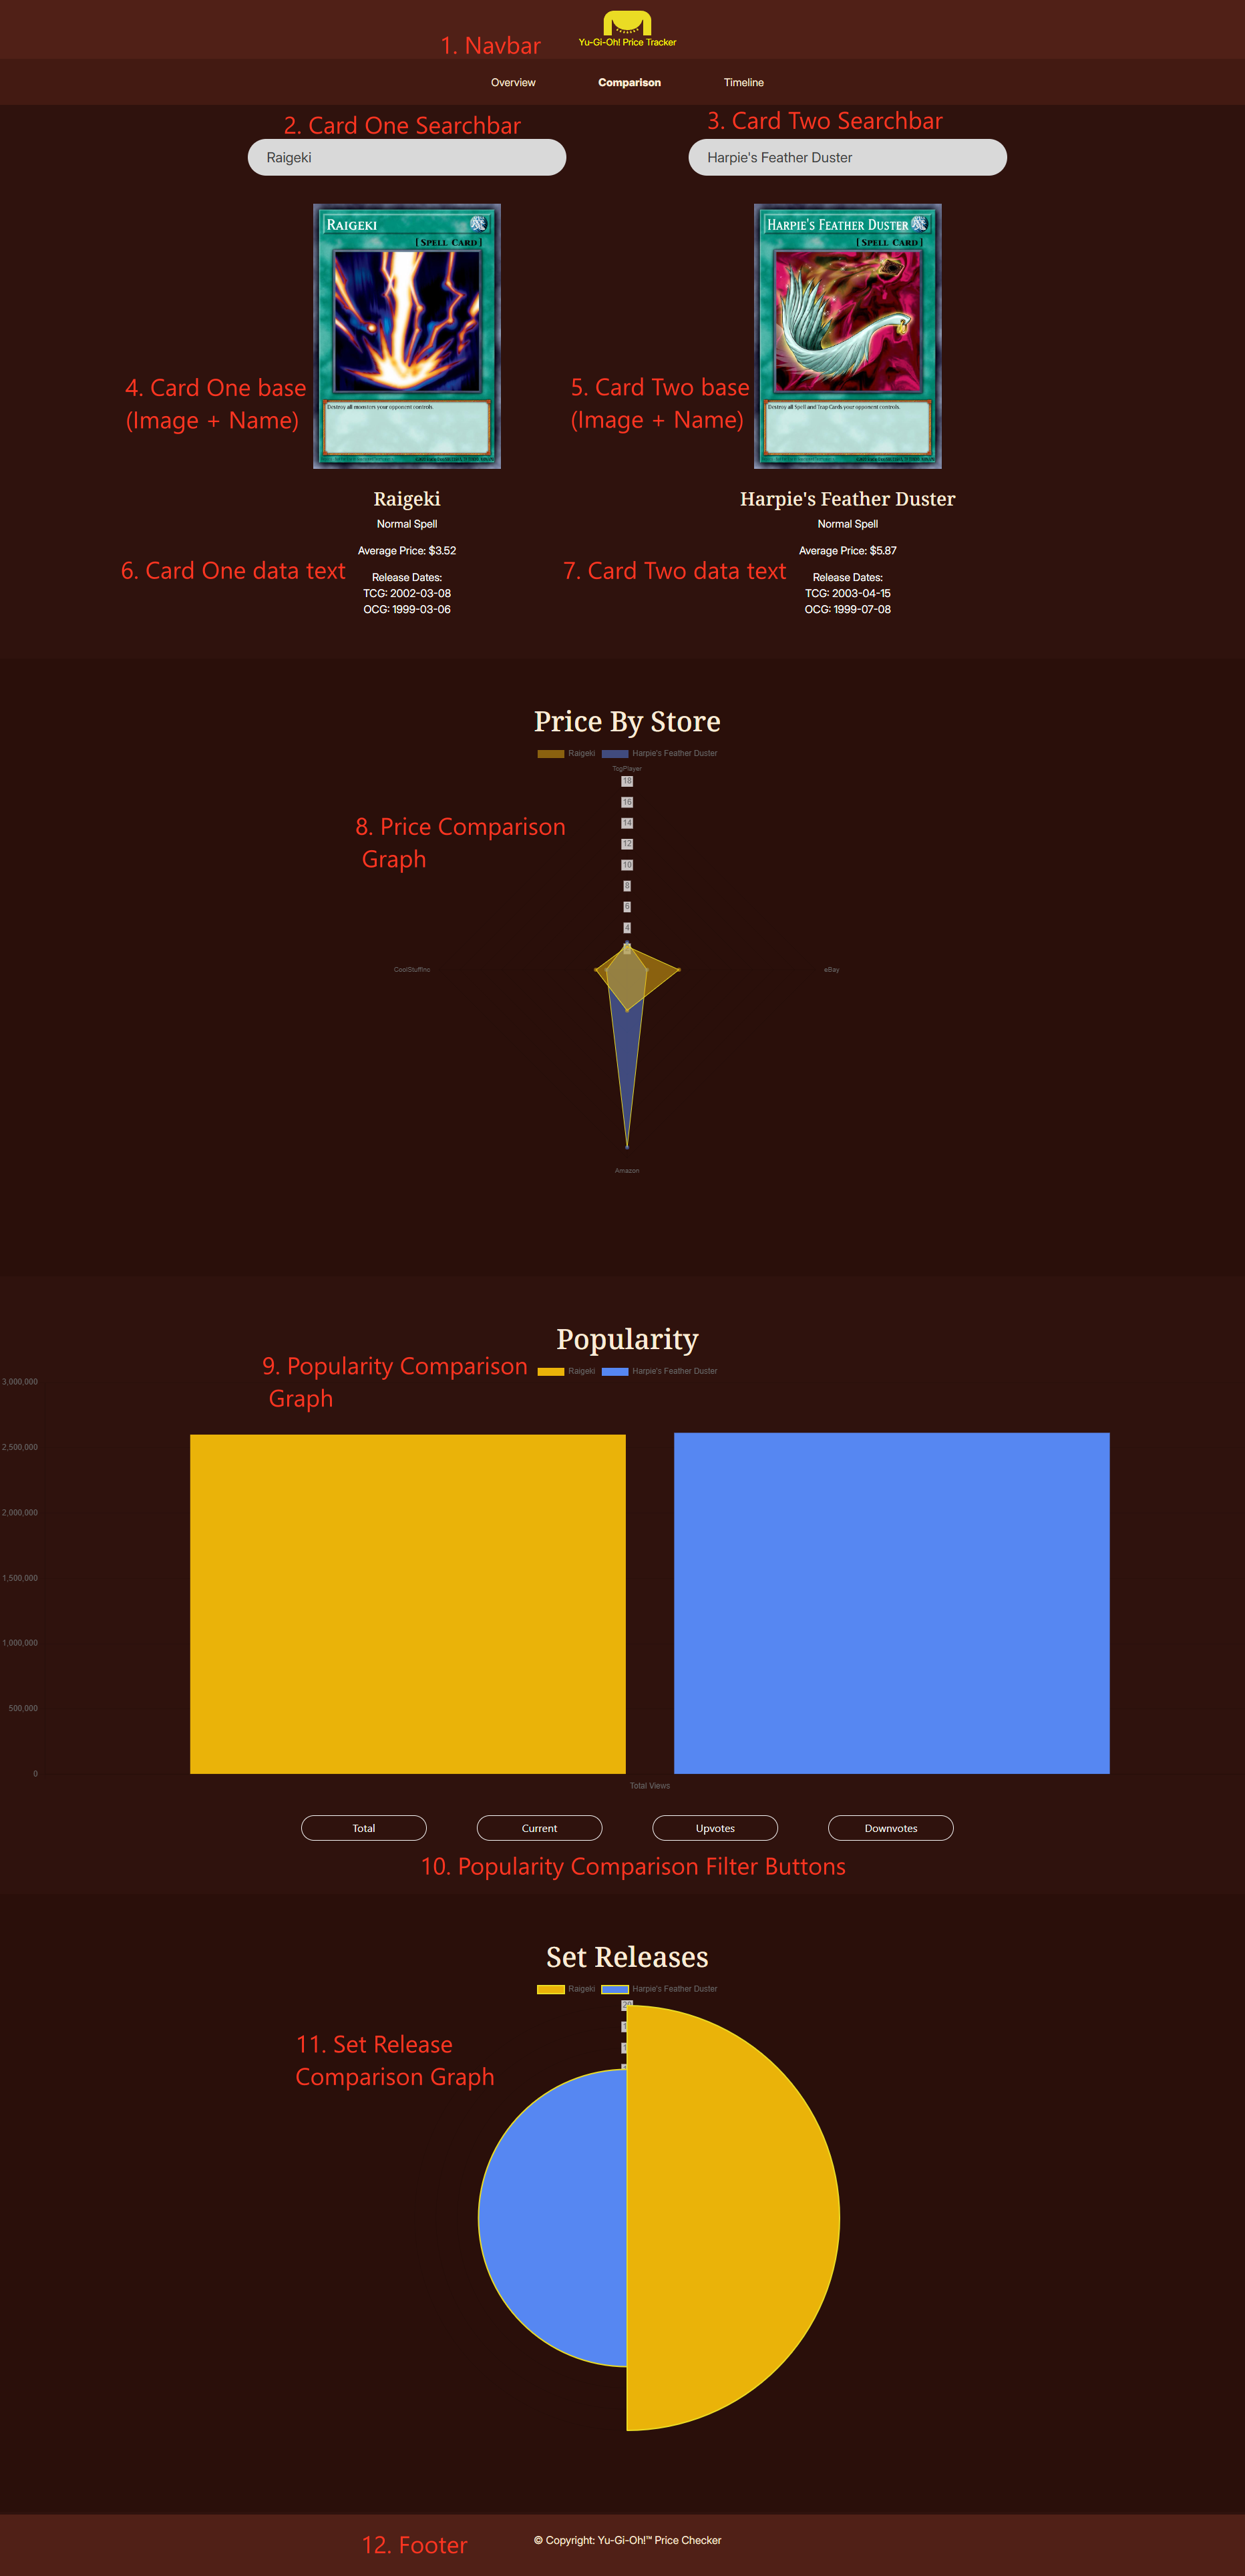 Yu-Gi-Oh! Price Tracker
1. Navbar
Overview
Comparison
Timeline
2. Card One Searchbar
3. Card Two Searchbar
Raigeki
Harpie's Feather Duster
RAIGEKI
[ SPELL CARD ]
HARPIE'S FEATHER DUSTER
[ SPELL CARD ]
4. Card One base
(Image + Name)
5. Card Two base
(Image + Name)
Destroy all monsters your opponent controls.
Destroy all Spell and Trap Cards your opponent controls.
Raigeki
Normal Spell
Average Price: $3.52
6. Card One data text
Release Dates:
TCG: 2002-03-08
OCG: 1999-03-06
Harpie's Feather Duster
Normal Spell
Average Price: $5.87
7. Card Two data text
Release Dates:
TCG: 2003-04-15
OCG: 1999-07-08
Price By Store
Raigeki
Harpie's Feather Duster
TcgPlayer
18
16
14
12
10
8
6
4
2
8. Price Comparison
Graph
CoolStuffInc
eBay
Amazon
Popularity
9. Popularity Comparison
Graph
Raigeki
Harpie's Feather Duster
3,000,000
2,500,000
2,000,000
1,500,000
1,000,000
500,000
0
Total Views
Total
Current
Upvotes
Downvotes
10. Popularity Comparison Filter Buttons
Set Releases
Raigeki
Harpie's Feather Duster
11. Set Release
Comparison Graph
12. Footer
© Copyright: Yu-Gi-Oh!™ Price Checker